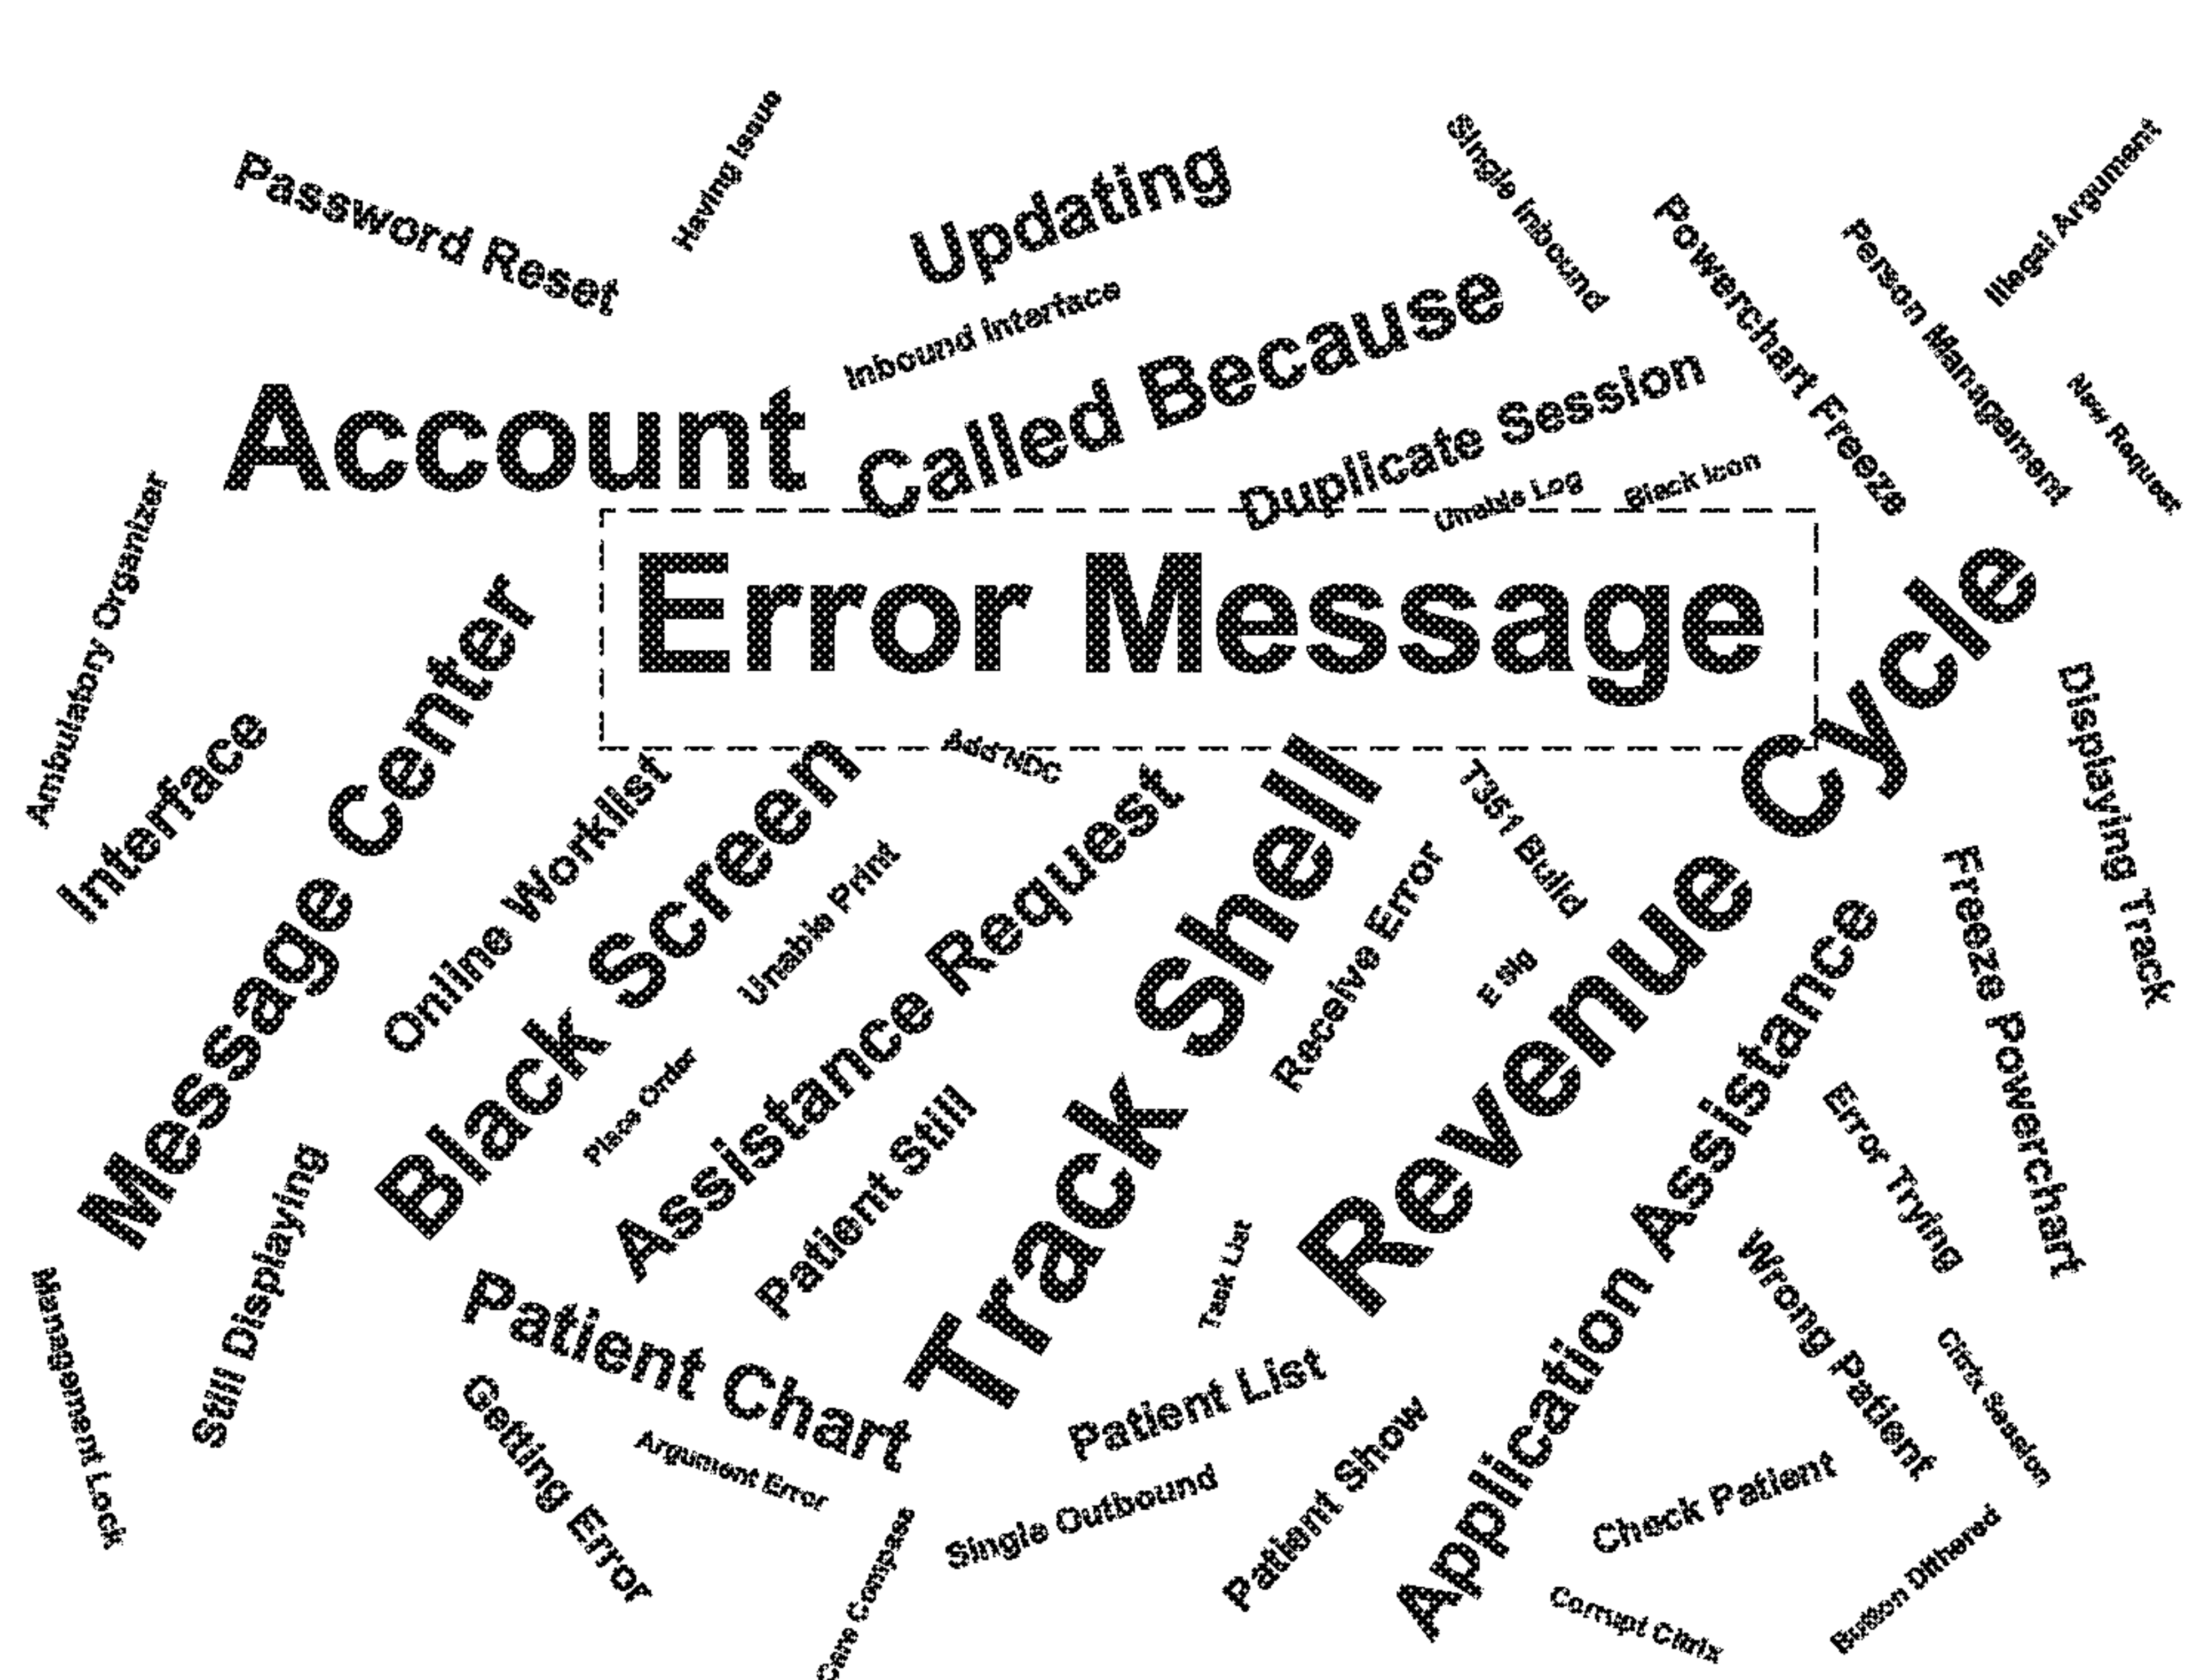 Password Reset
Having Issue
Updating
Single Inbound
Powerchart Freeze
Person Management
Illegal Argument
Inbound Interface
Called Because
Account
Duplicate Session
Unable Log
Black Icon
New Request
Ambulatory Organizer
Error Message
Message Center
Interface
Revenue Cycle
Displaying Track
Online Worklist
Black Screen
Add NDC
Unable Print
Assistance Request
Track Shell
Receive Error
T351 Build
E Sig
Freeze Powerchart
Application Assistance
Place Order
Patient Still
Error Trying
Still Displaying
Management Lock
Patient Chart
Task List
Wrong Patient
Citrix Session
Getting Error
Argument Error
Patient List
Single Outbound
Patient Show
Check Patient
Care Compass
Corrupt Citrix
Button Dithered